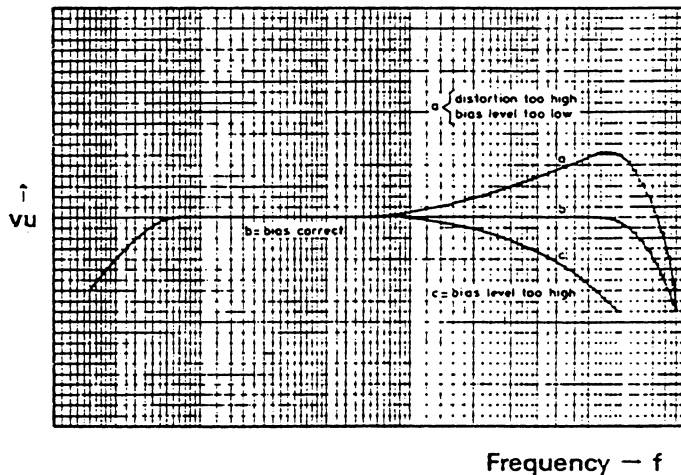 a { distortion too high
bias level too low
a
↑
vu
b
b = bias correct
c
c = bias level too high
Frequency — f